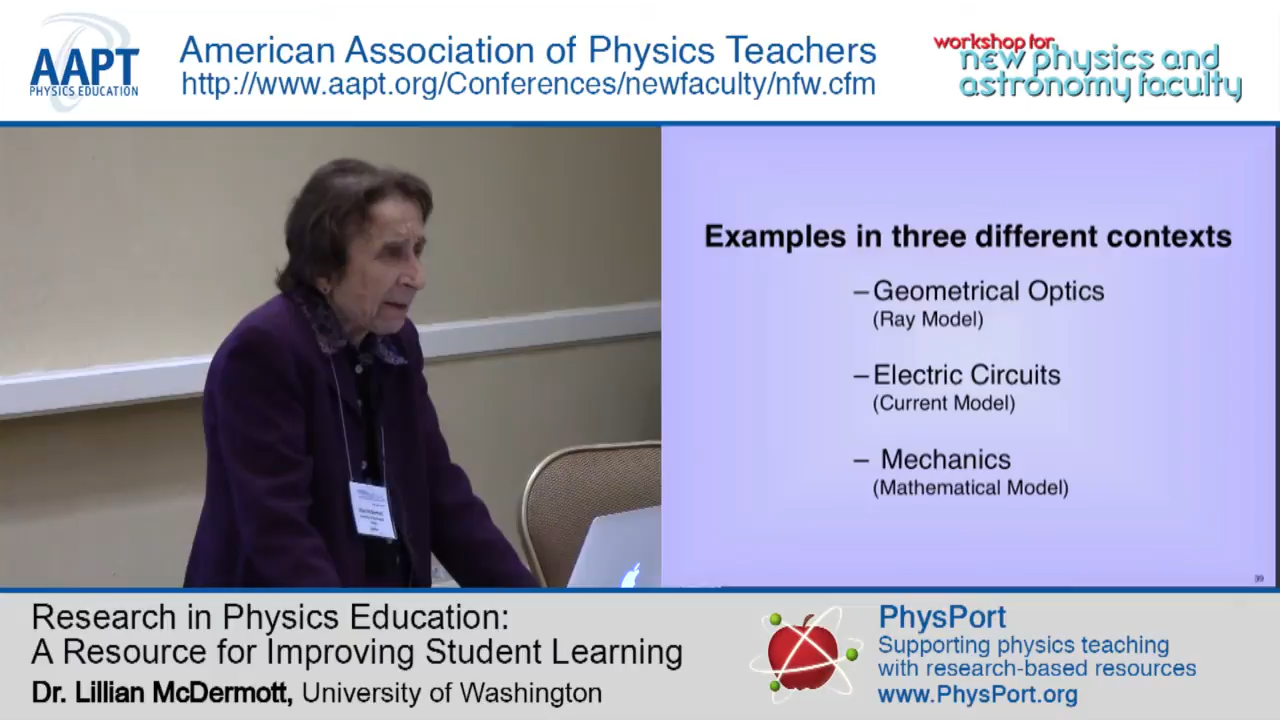 AAPT
PHYSICS EDUCATION
American Association of Physics Teachers
http://www.aapt.org/Conferences/newfaculty/nfw.cfm
workshop for
new physics and
astronomy faculty
Examples in three different contexts
– Geometrical Optics
(Ray Model)
– Electric Circuits
(Current Model)
– Mechanics
(Mathematical Model)
39
Research in Physics Education:
A Resource for Improving Student Learning
Dr. Lillian McDermott, University of Washington
PhysPort
Supporting physics teaching
with research-based resources
www.PhysPort.org